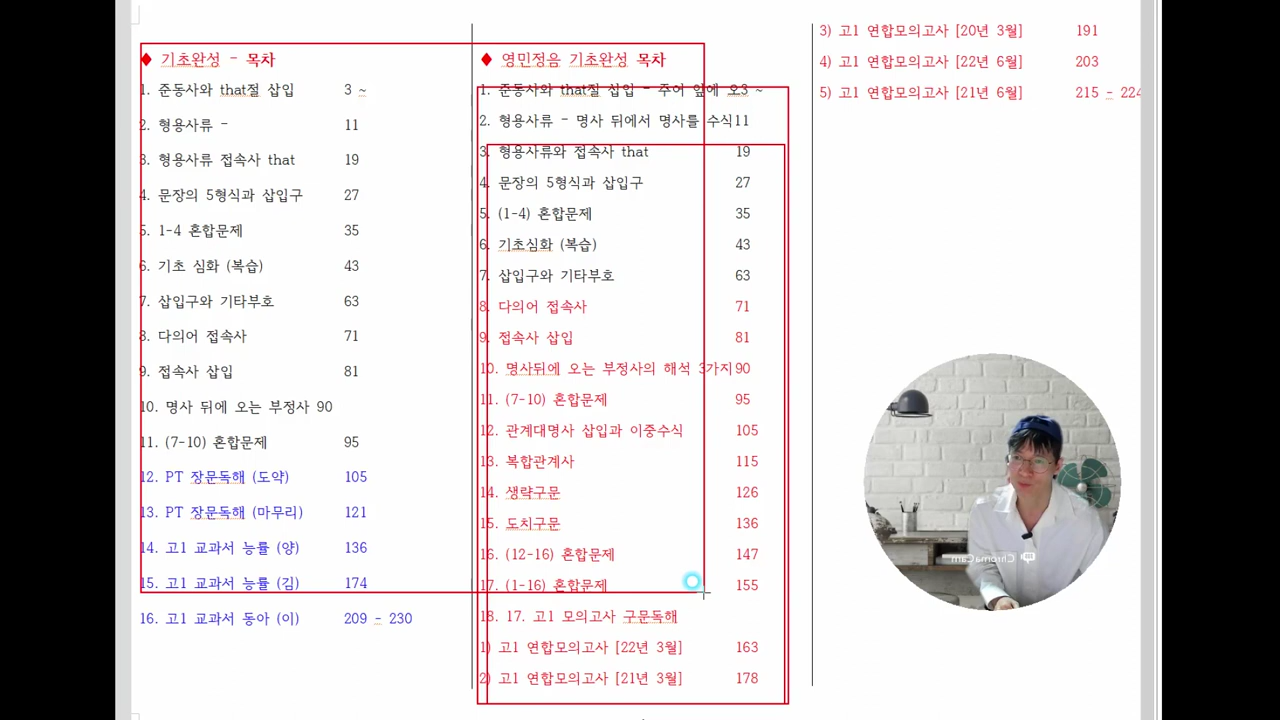 ◆ 기초완성 - 목차
1. 준동사와 that절 삽입 3 ~
2. 형용사류 - 11
3. 형용사류 접속사 that 19
4. 문장의 5형식과 삽입구 27
5. 1-4 혼합문제 35
6. 기초 심화 (복습) 43
7. 삽입구와 기타부호 63
8. 다의어 접속사 71
9. 접속사 삽입 81
10. 명사 뒤에 오는 부정사 90
11. (7-10) 혼합문제 95
12. PT 장문독해 (도약) 105
13. PT 장문독해 (마무리) 121
14. 고1 교과서 능률 (양) 136
15. 고1 교과서 능률 (김) 174
16. 고1 교과서 동아 (이) 209 - 230
◆ 영민정음 기초완성 목차
1. 준동사와 that절 삽입 - 주어 앞에 오3 ~
2. 형용사류 - 명사 뒤에서 명사를 수식11
3. 형용사류와 접속사 that 19
4. 문장의 5형식과 삽입구 27
5. (1-4) 혼합문제 35
6. 기초심화 (복습) 43
7. 삽입구와 기타부호 63
8. 다의어 접속사 71
9. 접속사 삽입 81
10. 명사뒤에 오는 부정사의 해석 3가지90
11. (7-10) 혼합문제 95
12. 관계대명사 삽입과 이중수식 105
13. 복합관계사 115
14. 생략구문 126
15. 도치구문 136
16. (12-16) 혼합문제 147
17. (1-16) 혼합문제 155
18. 17. 고1 모의고사 구문독해
1) 고1 연합모의고사 [22년 3월] 163
2) 고1 연합모의고사 [21년 3월] 178
3) 고1 연합모의고사 [20년 3월] 191
4) 고1 연합모의고사 [22년 6월] 203
5) 고1 연합모의고사 [21년 6월] 215 - 224
ChromaCam